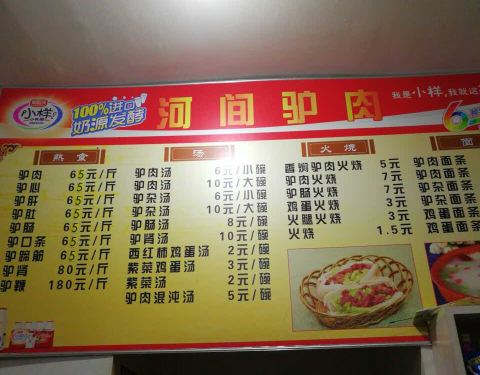 小样
100%进口
奶源发酵
河间驴肉
我是小样,我就这
熟食
驴肉 65元/斤
驴心 65元/斤
驴肝 65元/斤
驴肚 65元/斤
驴肠 65元/斤
驴口条 65元/斤
驴蹄筋 65元/斤
驴肾 80元/斤
驴鞭 180元/斤
汤
驴肉汤 6元/小碗
驴肉汤 10元/大碗
驴杂汤 6元/小碗
驴杂汤 10元/大碗
驴肠汤 8元/碗
驴肾汤 10元/碗
西红柿鸡蛋汤 2元/碗
紫菜鸡蛋汤 3元/碗
紫菜汤 2元/碗
驴肉混沌汤 5元/碗
火烧
香焖驴肉火烧 5元
驴肉火烧 7元
驴肠火烧 7元
鸡蛋火烧 3元
火腿火烧 3元
火烧 1.5元
面
驴肉面条
驴肉面条
驴杂面条
驴杂面条
鸡蛋面条